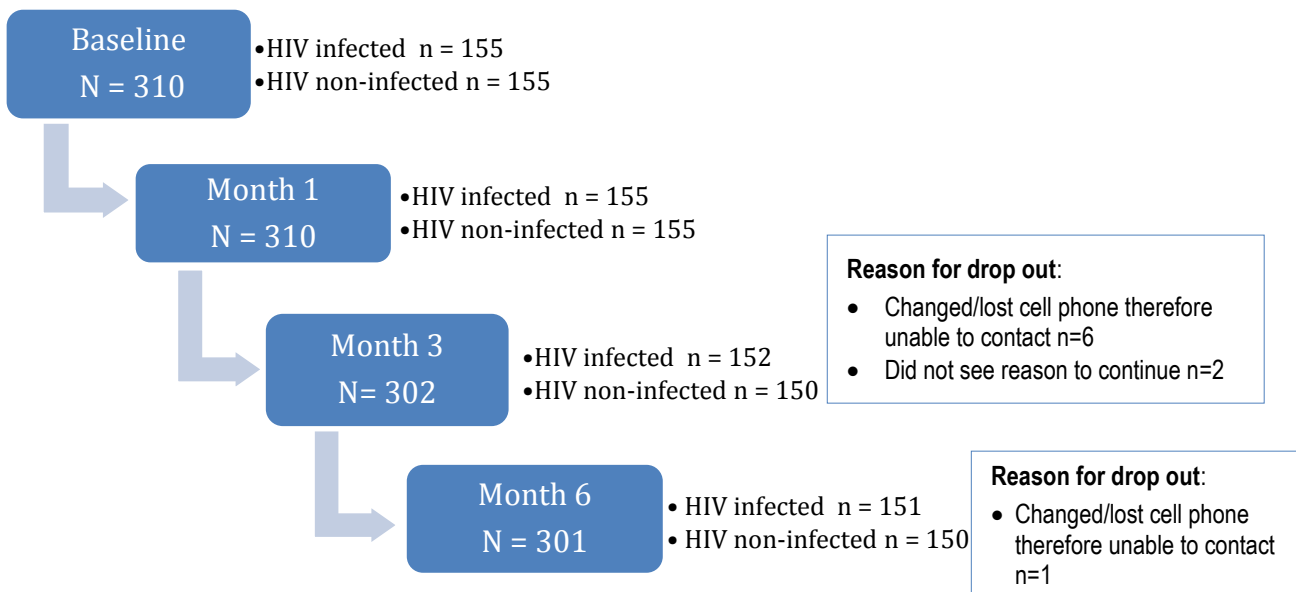 Baseline
N = 310
•HIV infected n = 155
•HIV non-infected n = 155
Month 1
N = 310
•HIV infected n = 155
•HIV non-infected n = 155
Month 3
N= 302
•HIV infected n = 152
•HIV non-infected n = 150
Reason for drop out:
• Changed/lost cell phone therefore
unable to contact n=6
• Did not see reason to continue n=2
Month 6
N = 301
• HIV infected n = 151
• HIV non-infected n = 150
Reason for drop out:
• Changed/lost cell phone
therefore unable to contact
n=1